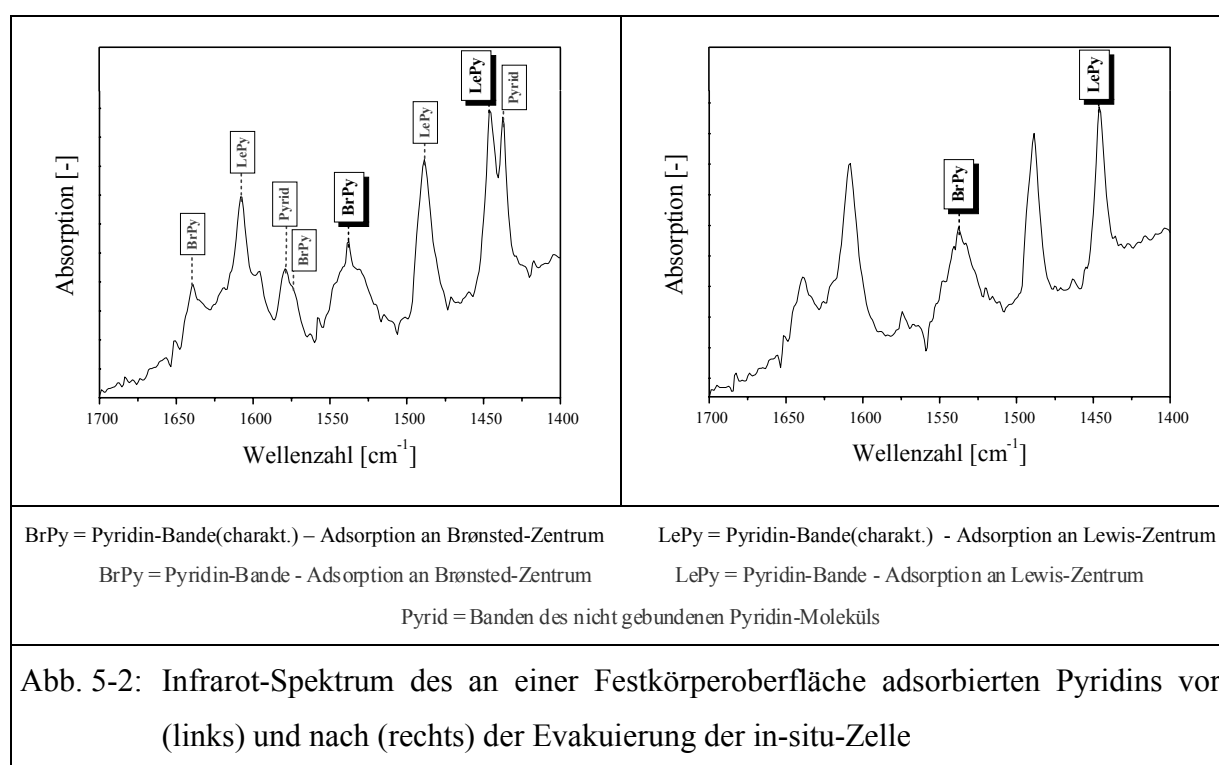 LePy
Pyrid
LePy
LePy
Pyrid
BrPy
BrPy
BrPy
Absorption [-]
1700 1650 1600 1550 1500 1450 1400
Wellenzahl [cm-1]
LePy
BrPy
Absorption [-]
1700 1650 1600 1550 1500 1450 1400
Wellenzahl [cm-1]
BrPy = Pyridin-Bande(charakt.) – Adsorption an Brønsted-Zentrum LePy = Pyridin-Bande(charakt.) - Adsorption an Lewis-Zentrum
BrPy = Pyridin-Bande - Adsorption an Brønsted-Zentrum LePy = Pyridin-Bande - Adsorption an Lewis-Zentrum
Pyrid = Banden des nicht gebundenen Pyridin-Moleküls
Abb. 5-2: Infrarot-Spektrum des an einer Festkörperoberfläche adsorbierten Pyridins vor
(links) und nach (rechts) der Evakuierung der in-situ-Zelle